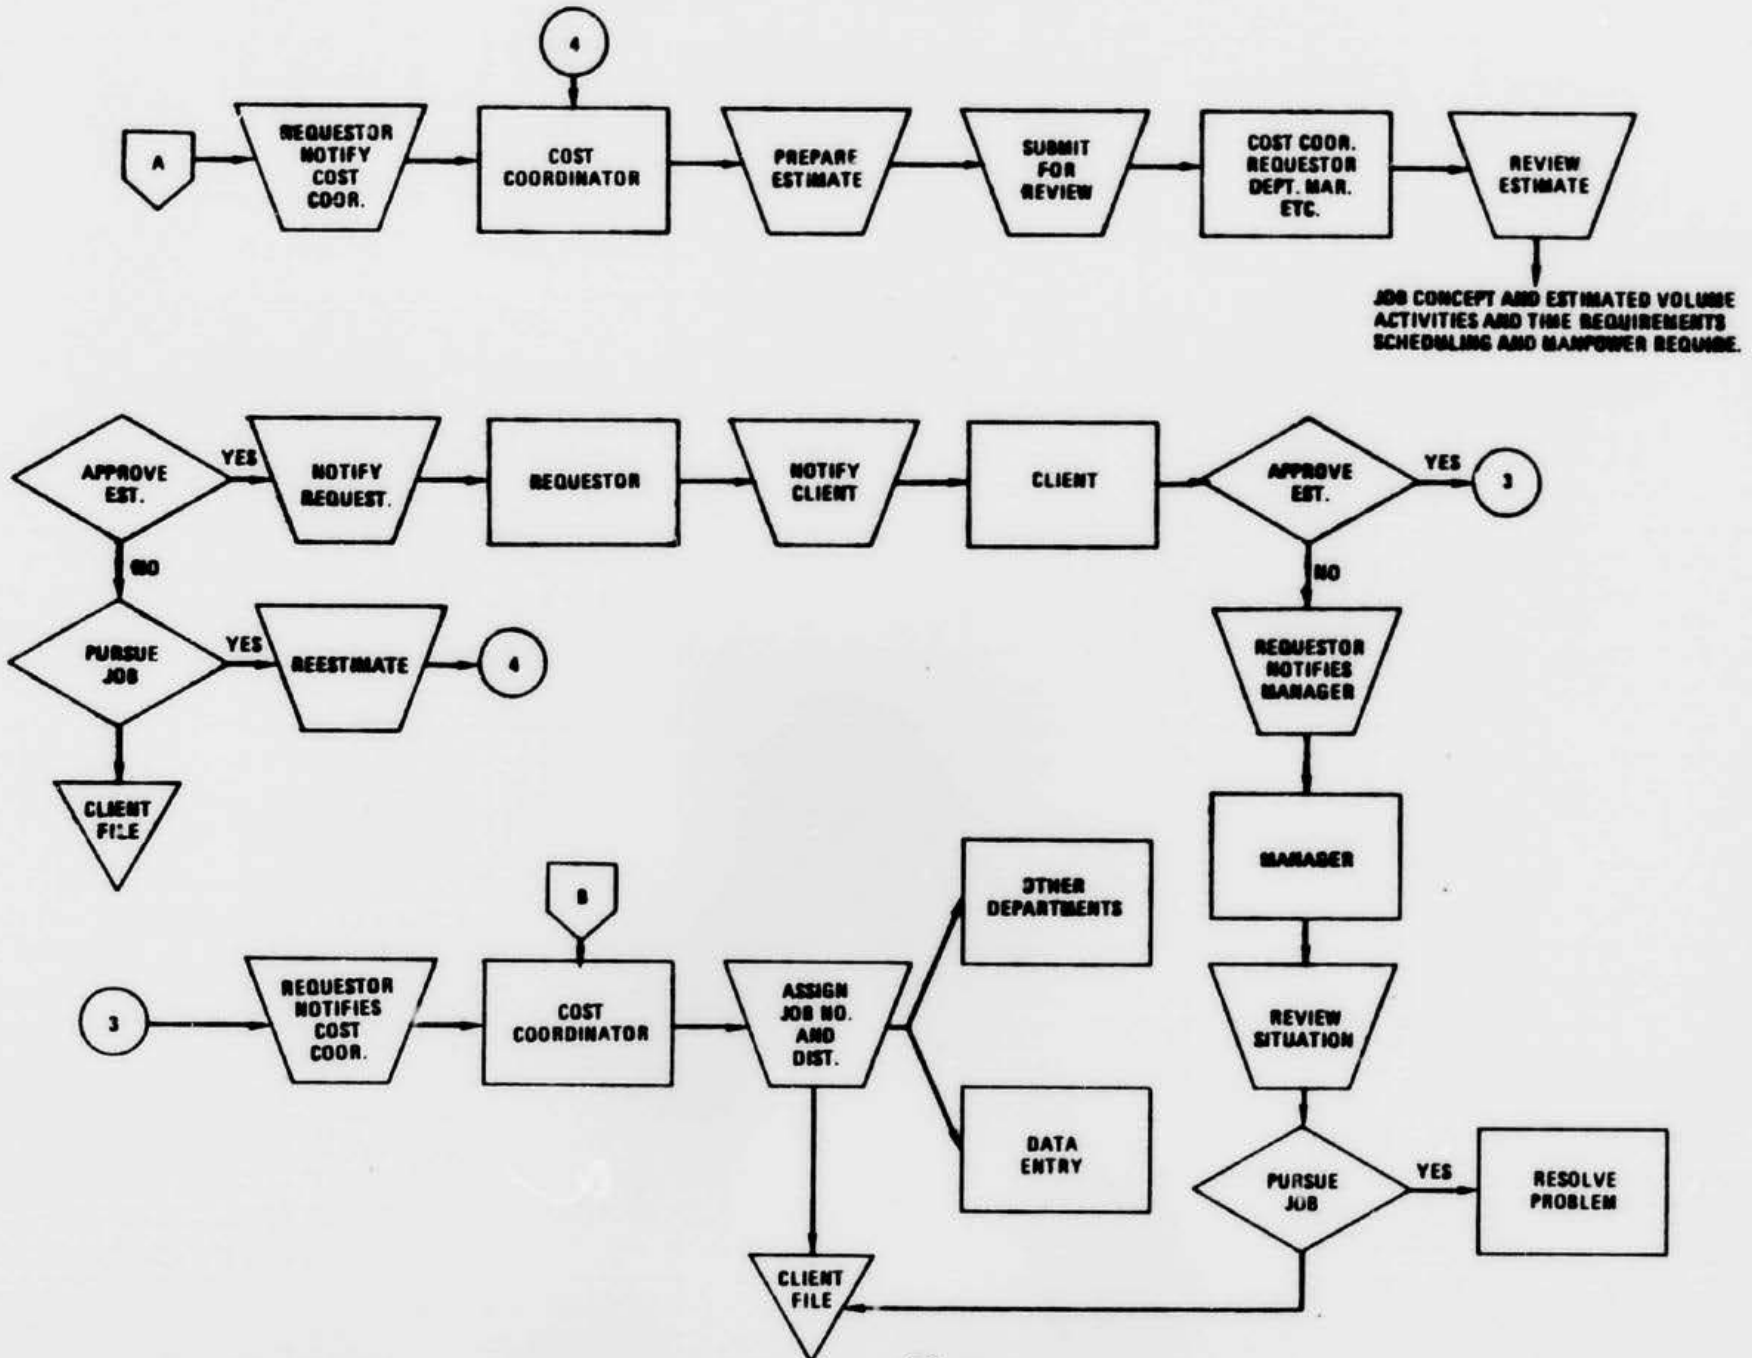 4
A
REQUESTOR
NOTIFY
COST
COOR.
COST
COORDINATOR
PREPARE
ESTIMATE
SUBMIT
FOR
REVIEW
COST COOR.
REQUESTOR
DEPT. MAR.
ETC.
REVIEW
ESTIMATE
JOB CONCEPT AND ESTIMATED VOLUME
ACTIVITIES AND TIME REQUIREMENTS
SCHEDULING AND MANPOWER REQUIRE.
APPROVE
EST.
YES
NOTIFY
REQUEST.
REQUESTOR
NOTIFY
CLIENT
CLIENT
APPROVE
EST.
YES
3
NO
NO
PURSUE
JOB
YES
REESTIMATE
4
REQUESTOR
NOTIFIES
MANAGER
CLIENT
FILE
MANAGER
B
OTHER
DEPARTMENTS
3
REQUESTOR
NOTIFIES
COST
COOR.
COST
COORDINATOR
ASSIGN
JOB NO.
AND
DIST.
REVIEW
SITUATION
DATA
ENTRY
PURSUE
JOB
YES
RESOLVE
PROBLEM
CLIENT
FILE